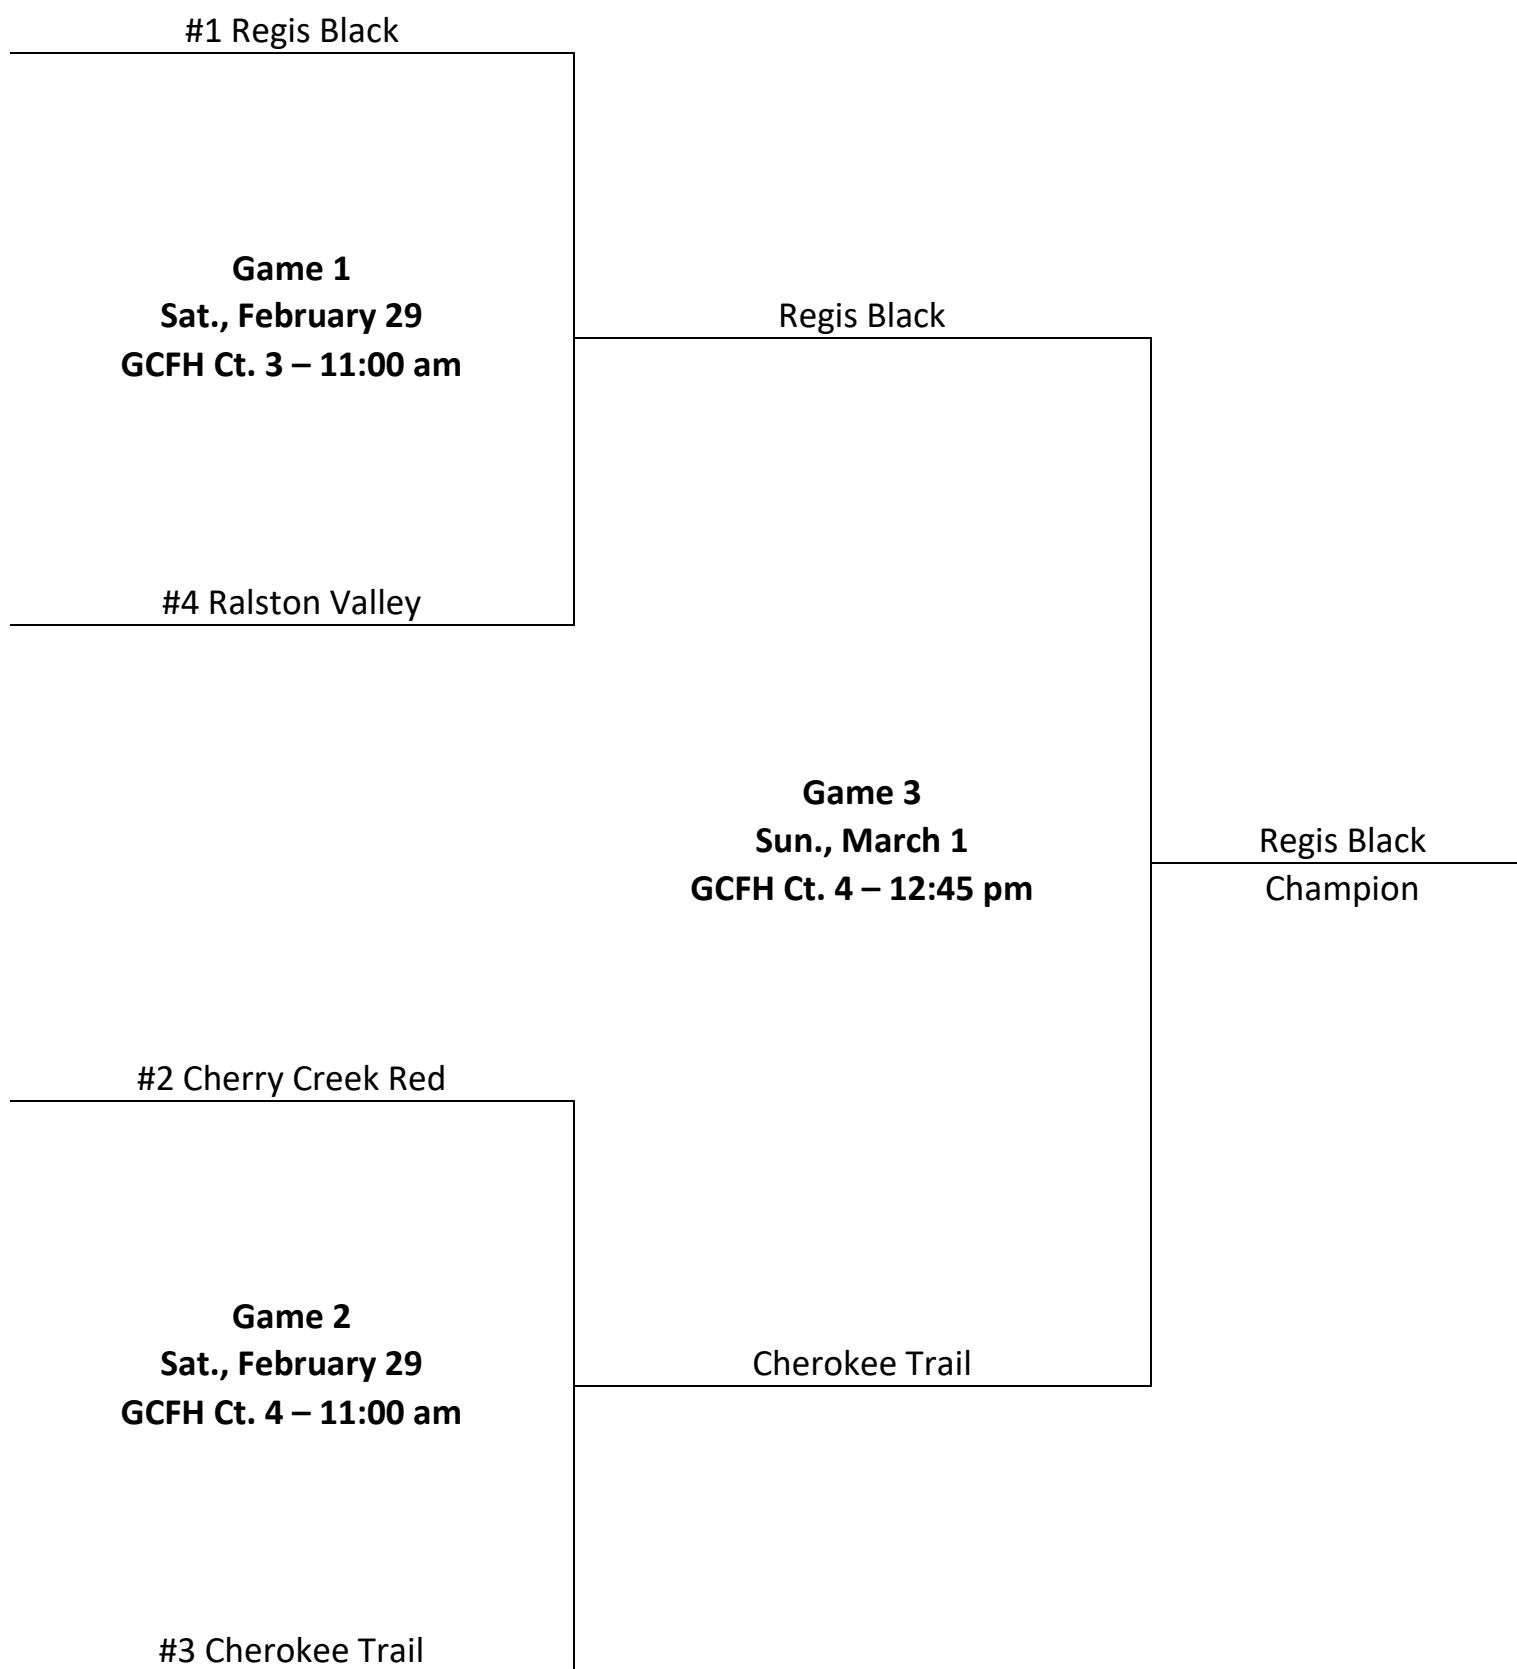 #1 Regis Black
Game 1
Sat., February 29
GCFH Ct. 3 – 11:00 am
Regis Black
#4 Ralston Valley
Game 3
Sun., March 1
GCFH Ct. 4 – 12:45 pm
Regis Black
Champion
#2 Cherry Creek Red
Game 2
Sat., February 29
GCFH Ct. 4 – 11:00 am
Cherokee Trail
#3 Cherokee Trail